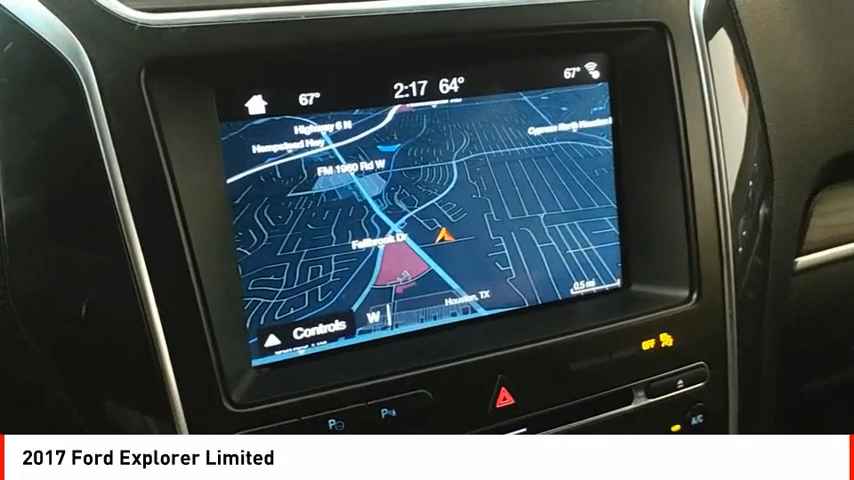 67° 2:17 64° 67°
Highway 6 N
Hempstead Hwy
Cypress North Houston
FM 1960 Rd W
Fallbrook Dr
0.5 mi
Houston, TX
W
Controls
OFF
P P
A/C
2017 Ford Explorer Limited